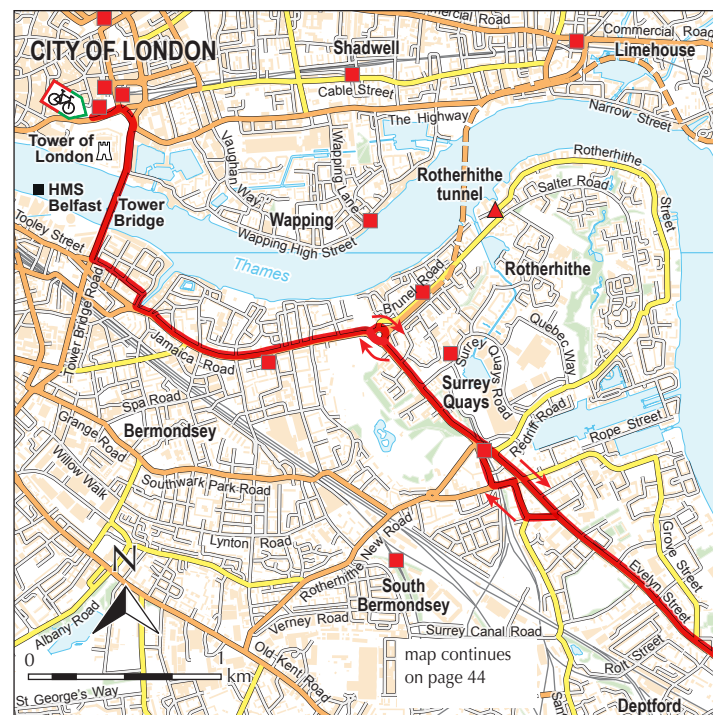 CITY OF LONDON
Shadwell
mercial Road
Commercial Road
Limehouse
Cable Street
The Highway
Narrow Street
Tower of
London
Vaughan Way
Wapping Lane
Rotherhithe
tunnel
Rotherhithe
Street
Salter Road
HMS
Belfast
Tower
Bridge
Wapping
Wapping High Street
Tooley Street
Thames
Rotherhithe
Brunel Road
Tower Bridge Road
Jamaica Road
Quebec Way
Surrey Quays Road
Surrey
Quays
Redriff Road
Rope Street
Spa Road
Bermondsey
Grange Road
Willow Walk
Southwark Park Road
Lynton Road
Rotherhithe New Road
Grove Street
Evelyn Street
N
South
Bermondsey
Albany Road
Verney Road
Surrey Canal Road
Old Kent Road
Rolt Street
0 1
km
map continues
on page 44
St George's Way
San
Deptford